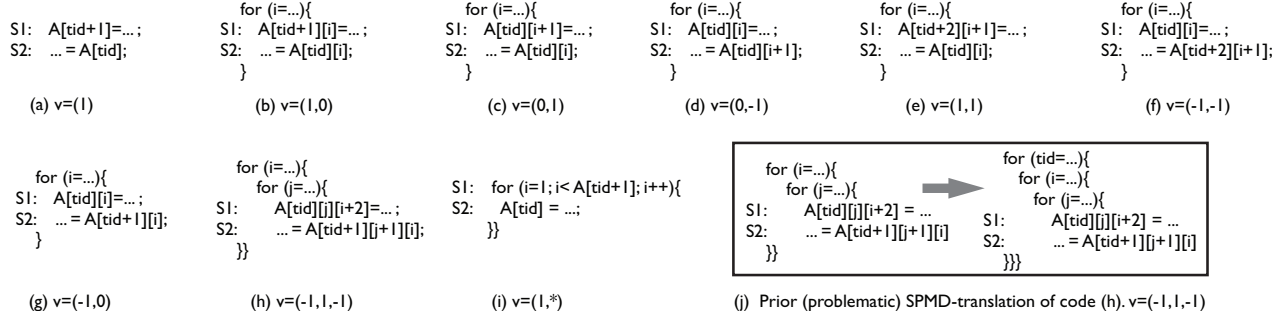 S1: A[tid+1]=... ;
S2: ... = A[tid];
(a) v=(1)
for (i=...){
S1: A[tid+1][i]=... ;
S2: ... = A[tid][i];
}
(b) v=(1,0)
for (i=...){
S1: A[tid][i+1]=... ;
S2: ... = A[tid][i];
}
(c) v=(0,1)
for (i=...){
S1: A[tid][i]=... ;
S2: ... = A[tid][i+1];
}
(d) v=(0,-1)
for (i=...){
S1: A[tid+2][i+1]=... ;
S2: ... = A[tid][i];
}
(e) v=(1,1)
for (i=...){
S1: A[tid][i]=... ;
S2: ... = A[tid+2][i+1];
}
(f) v=(-1,-1)
for (i=...){
S1: A[tid][i]=... ;
S2: ... = A[tid+1][i];
}
(g) v=(-1,0)
for (i=...){
for (j=...){
S1: A[tid][j][i+2]=... ;
S2: ... = A[tid+1][j+1][i];
}}
(h) v=(-1,1,-1)
S1: for (i=1; i< A[tid+1]; i++){
S2: A[tid] = ...;
}}
(i) v=(1,*)
for (i=...){
for (j=...){
S1: A[tid][j][i+2] = ...
S2: ... = A[tid+1][j+1][i]
}}
for (tid=...){
for (i=...){
for (j=...){
S1: A[tid][j][i+2] = ...
S2: ... = A[tid+1][j+1][i]
}}}
(j) Prior (problematic) SPMD-translation of code (h). v=(-1,1,-1)